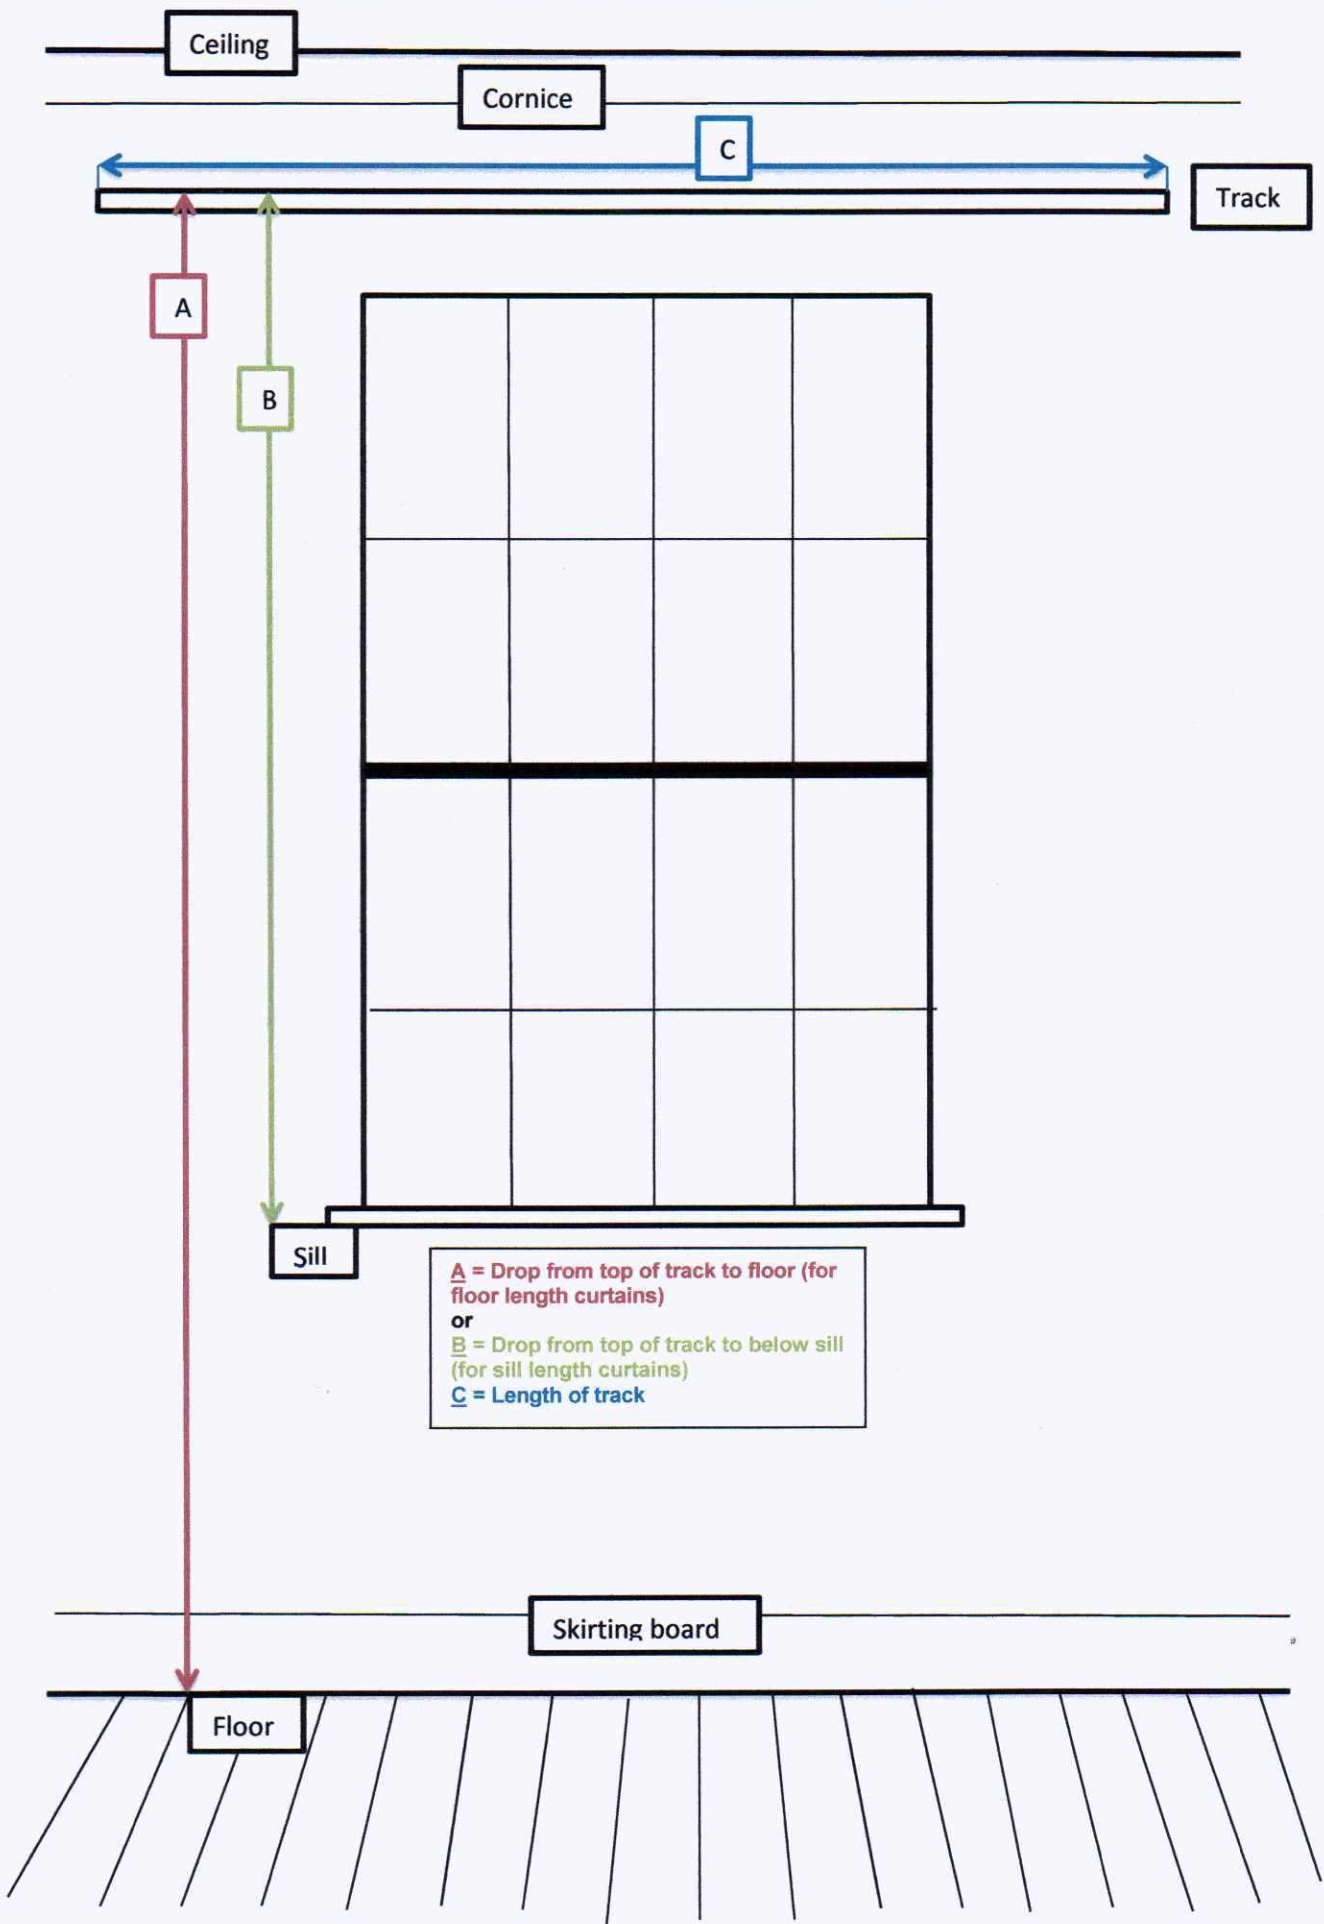 Ceiling
Cornice
C
Track
A
B
Sill
A = Drop from top of track to floor (for
floor length curtains)
or
B = Drop from top of track to below sill
(for sill length curtains)
C = Length of track
Skirting board
Floor